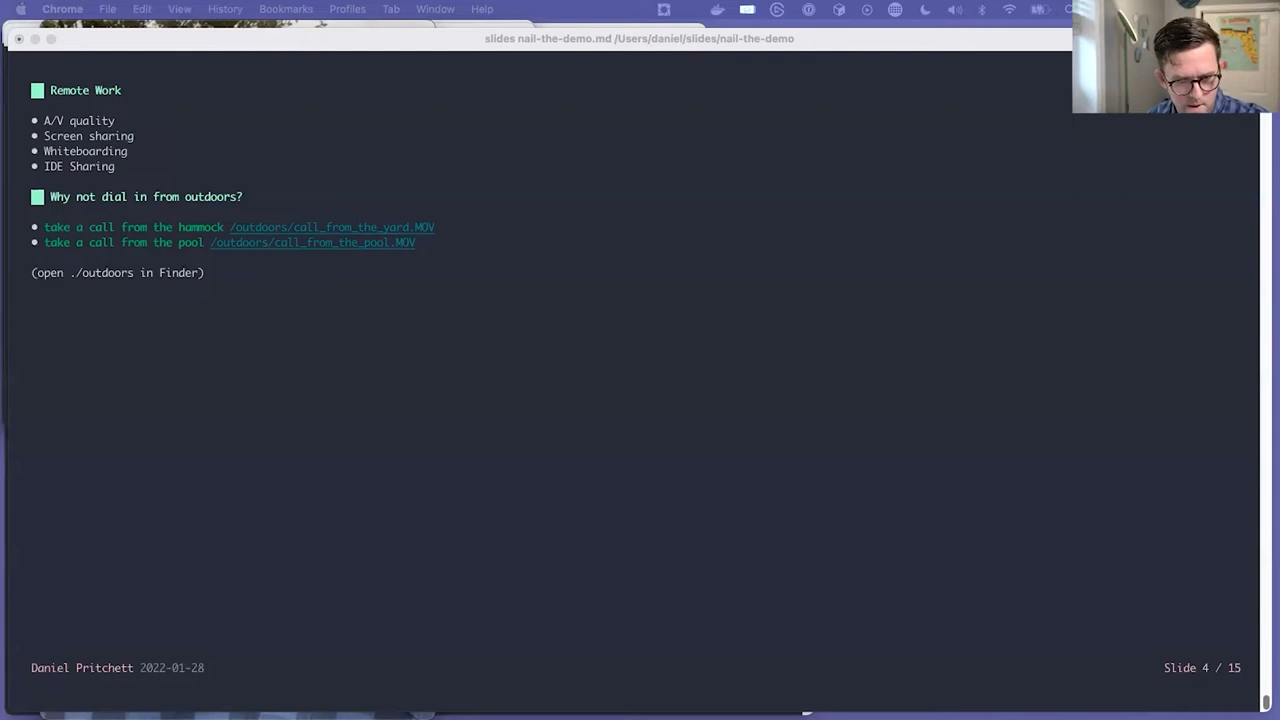 Chrome File Edit View History Bookmarks Profiles Tab Window Help
slides nail-the-demo.md /Users/daniel/slides/nail-the-demo
Remote Work
• A/V quality
• Screen sharing
• Whiteboarding
• IDE Sharing
Why not dial in from outdoors?
• take a call from the hammock /outdoors/call_from_the_yard.MOV
• take a call from the pool /outdoors/call_from_the_pool.MOV
(open ./outdoors in Finder)
Daniel Pritchett 2022-01-28
Slide 4 / 15